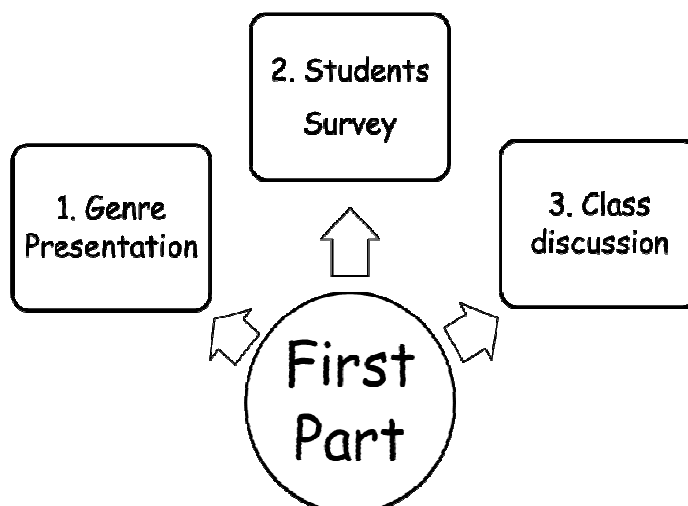 1. Genre
Presentation
2. Students
Survey
3. Class
discussion
First
Part